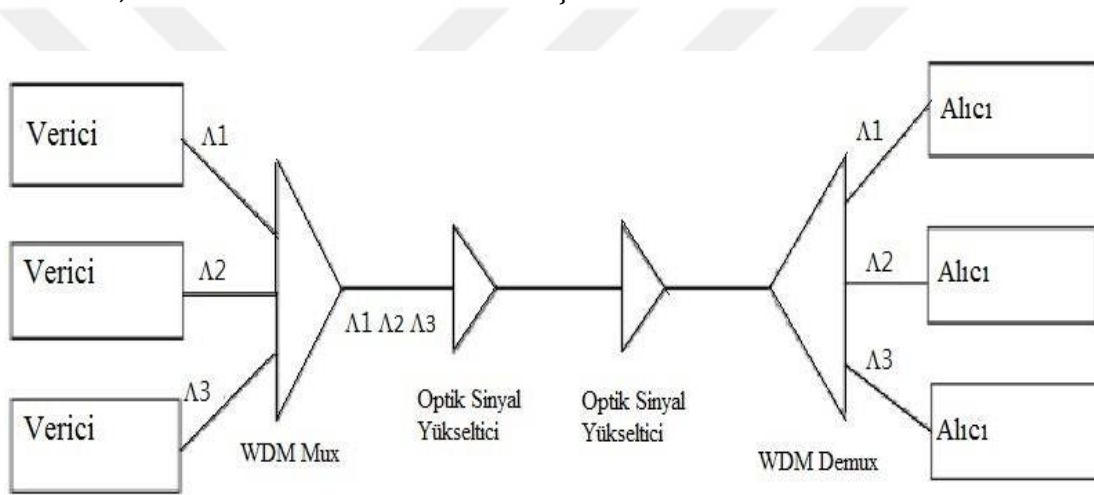 Verici
Λ1
Verici
Λ2
Verici
Λ3
WDM Mux
Λ1 Λ2 Λ3
Optik Sinyal
Yükseltici
Optik Sinyal
Yükseltici
WDM Demux
Λ1
Alıcı
Λ2
Alıcı
Λ3
Alıcı